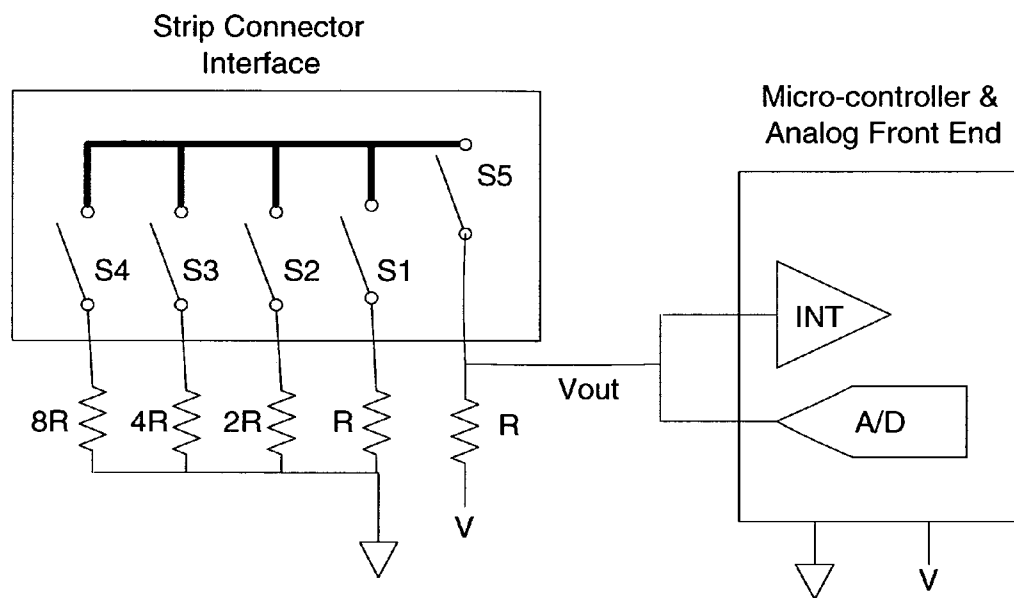 Strip Connector
Interface
Micro-controller &
Analog Front End
S5
S4
S3
S2
S1
INT
Vout
8R
4R
2R
R
R
A/D
V
V